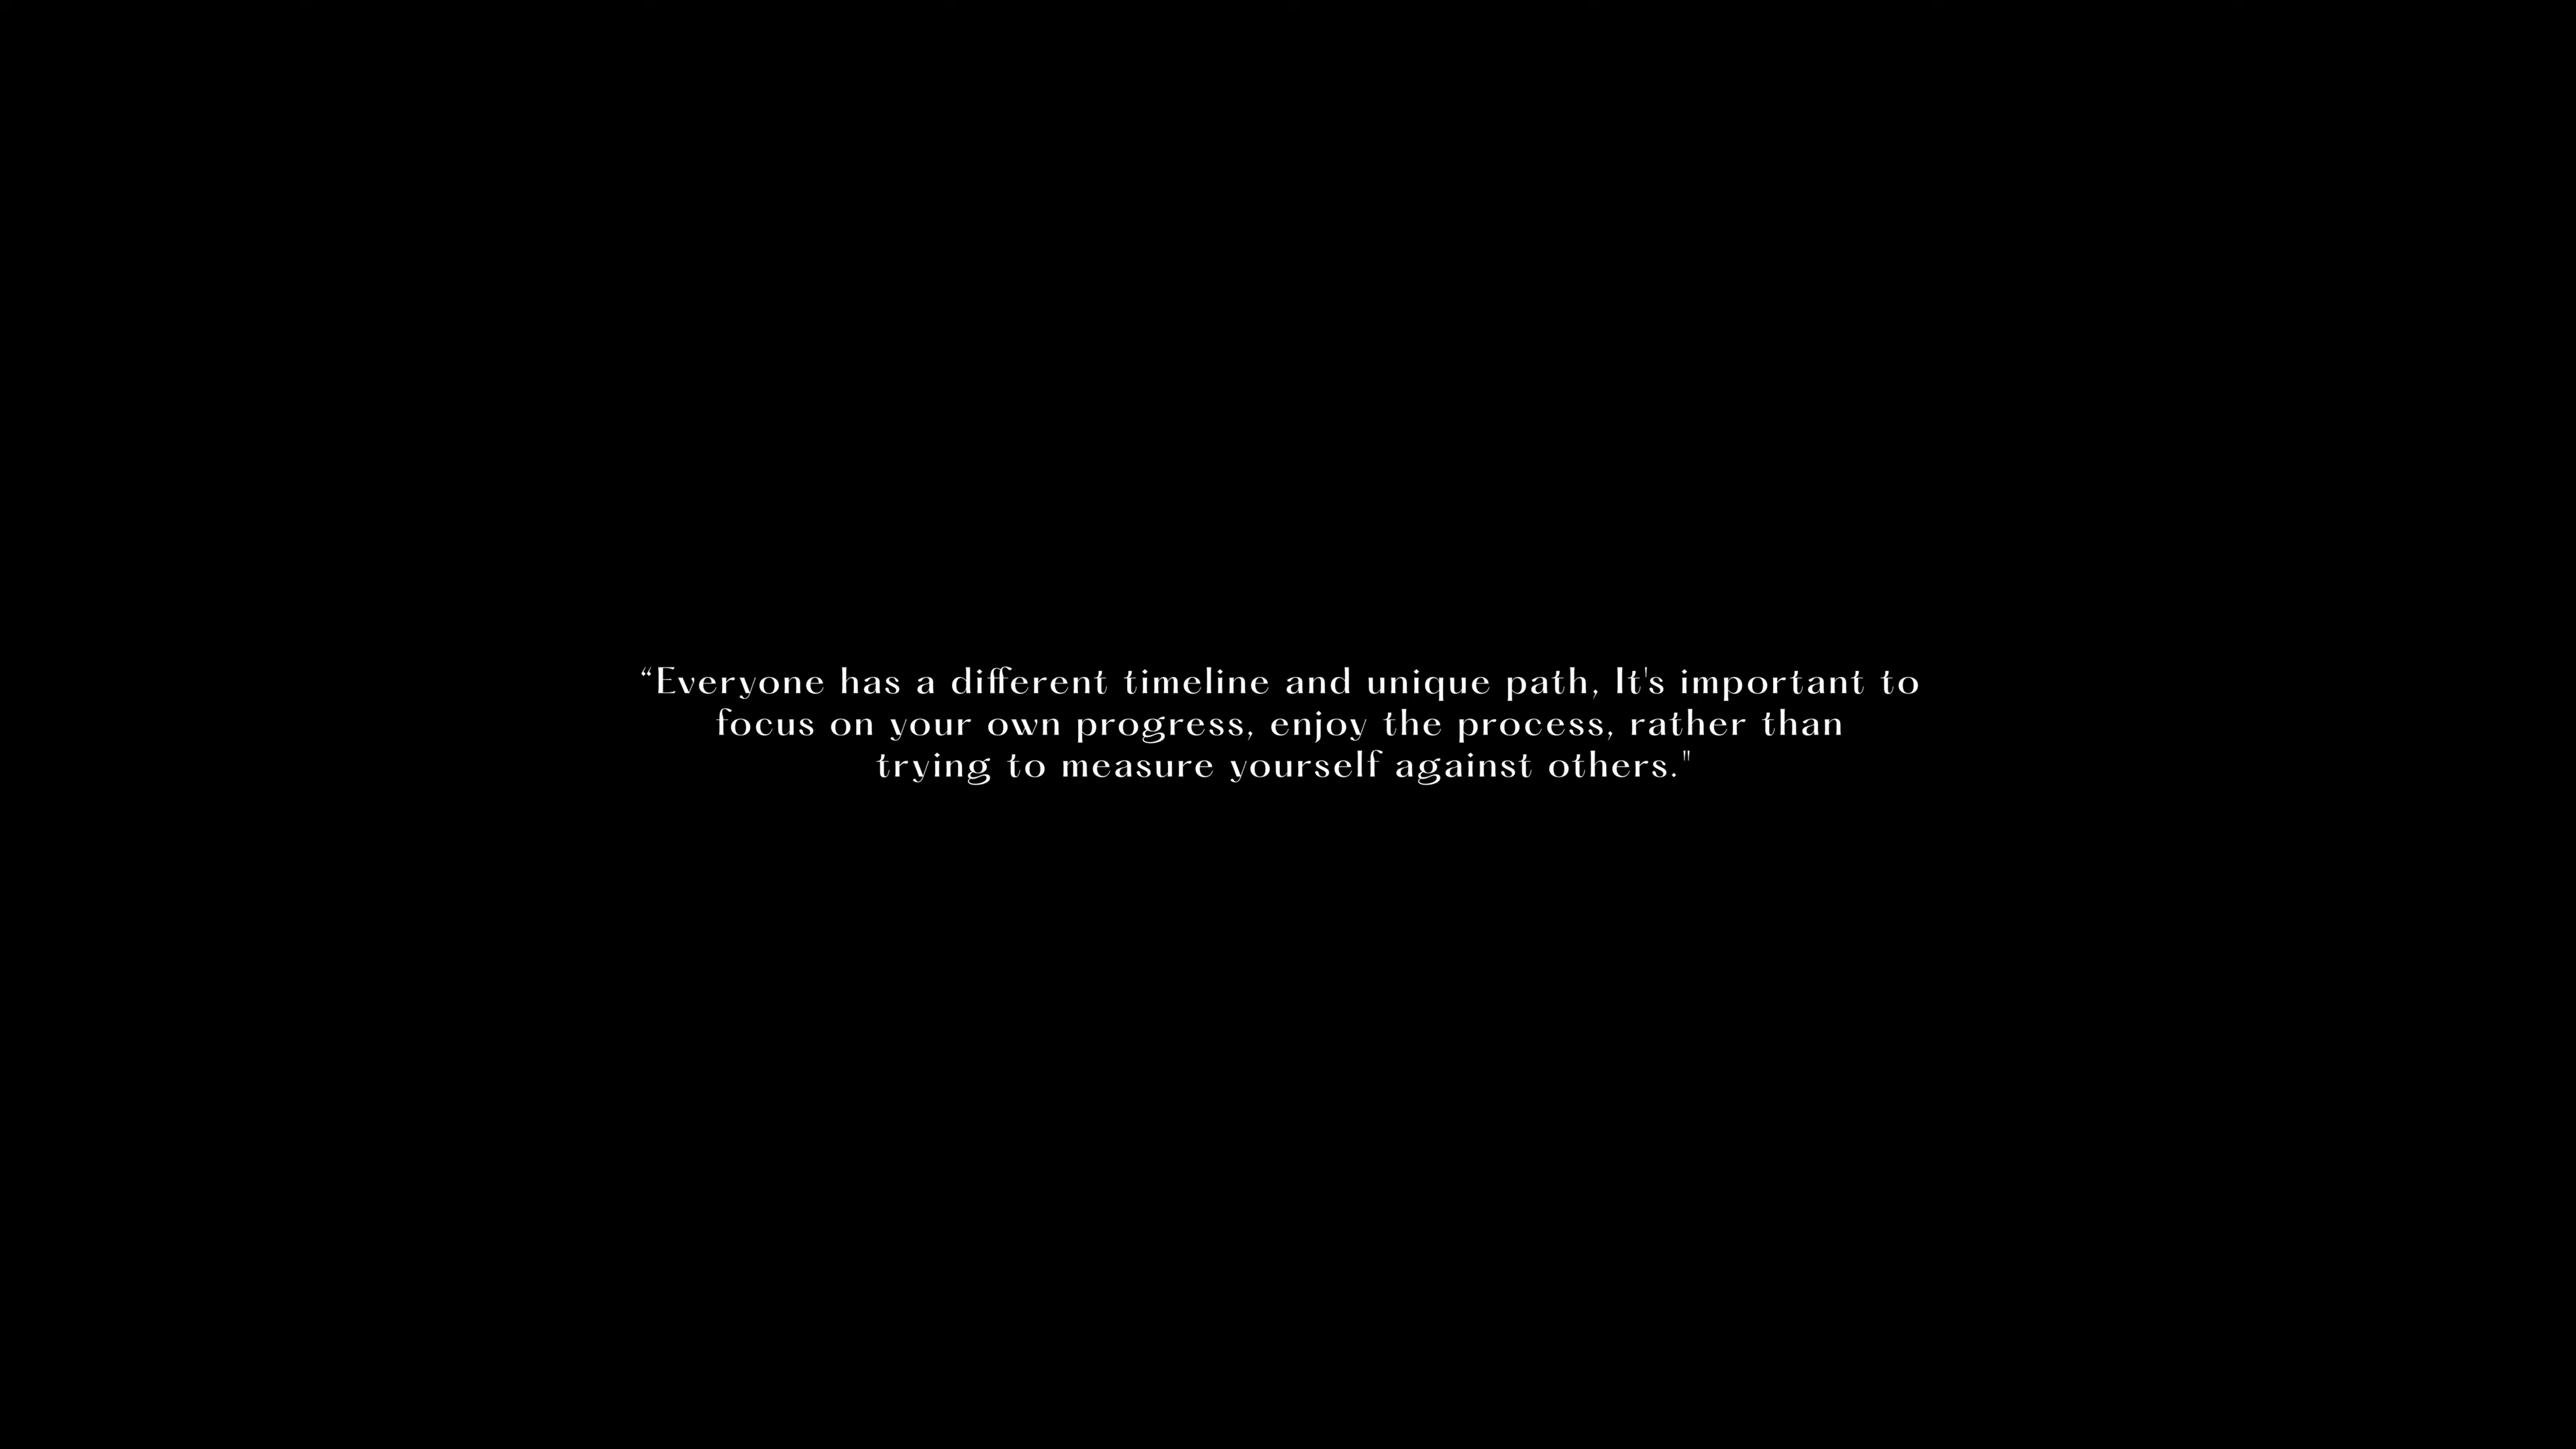 “Everyone has a different timeline and unique path, It's important to
focus on your own progress, enjoy the process, rather than
trying to measure yourself against others."